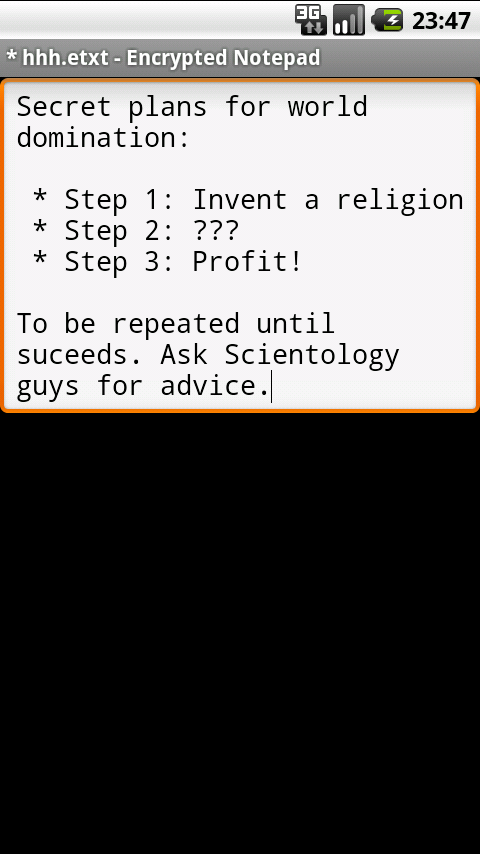 3G 23:47
* hhh.etxt - Encrypted Notepad
Secret plans for world
domination:
* Step 1: Invent a religion
* Step 2: ???
* Step 3: Profit!
To be repeated until
suceeds. Ask Scientology
guys for advice.